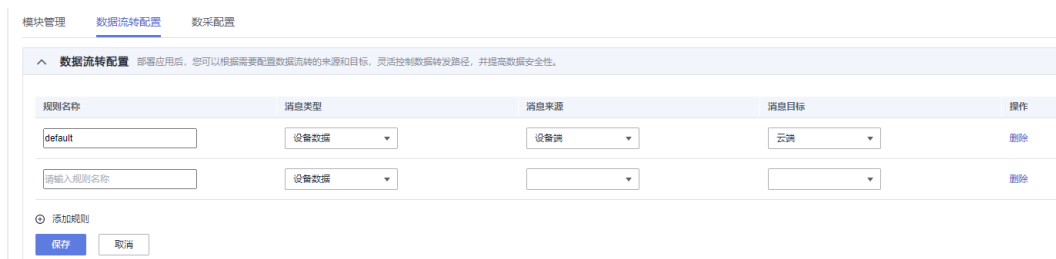 模块管理 数据流转配置 数采配置
数据流转配置 部署应用后，您可以根据需要配置数据流转的来源和目标，灵活控制数据转发路径，并提高数据安全性。
规则名称 消息类型 消息来源 消息目标 操作
default 设备数据 设备端 云端 删除
请输入规则名称 设备数据 删除
添加规则
保存 取消